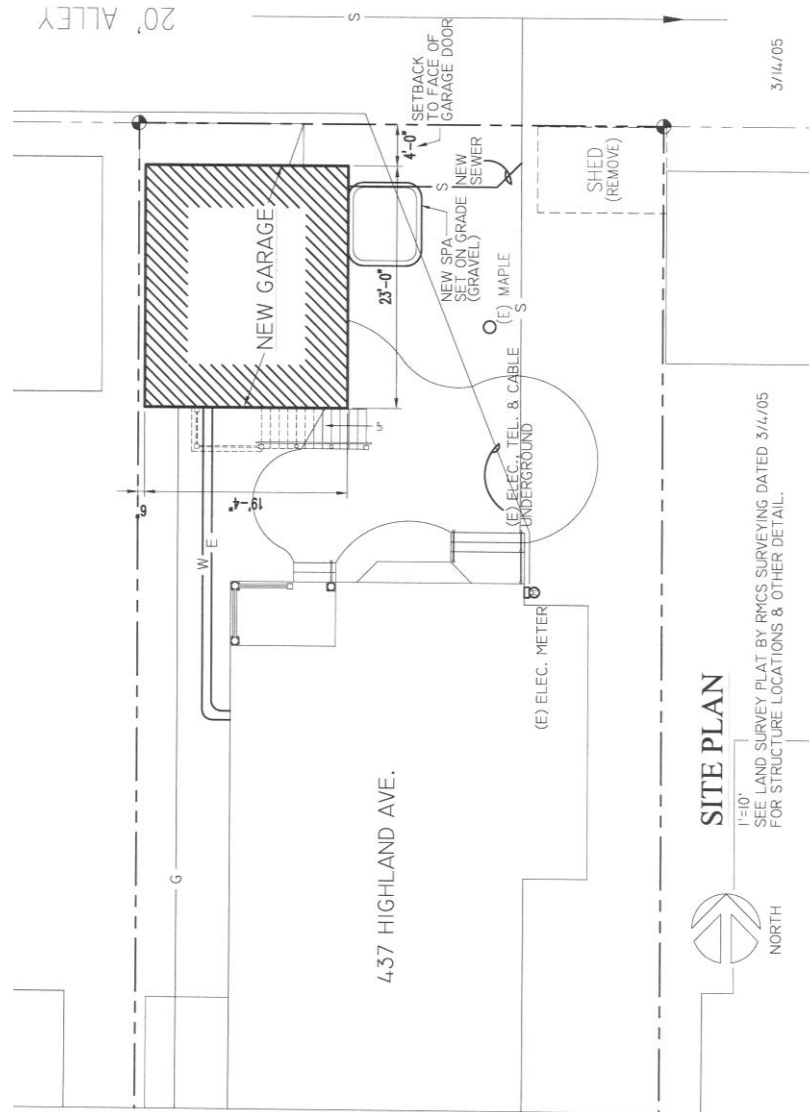 20' ALLEY
S
SETBACK
TO FACE OF
GARAGE DOOR
4'-0"
3/14/05
NEW GARAGE
S
NEW
SEWER
SHED
(REMOVE)
NEW SPA
SET ON GRADE
(GRAVEL)
23'-0"
(E) MAPLE
S
UP
(E) ELEC., TEL. & CABLE
UNDERGROUND
6"
19'-4"
W
E
(E) ELEC. METER
G
437 HIGHLAND AVE.
SITE PLAN
1"=10'
SEE LAND SURVEY PLAT BY RMCS SURVEYING DATED 3/4/05
FOR STRUCTURE LOCATIONS & OTHER DETAIL.
NORTH